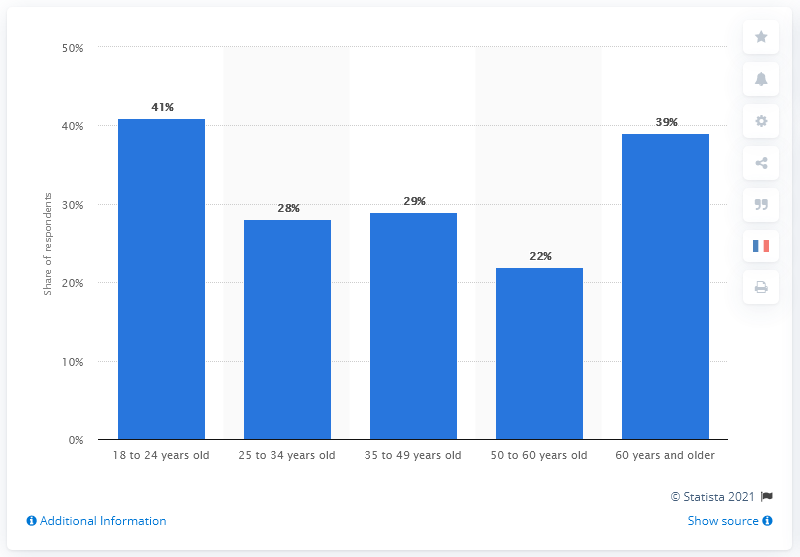 50%
41%
40%
39%
30%
29%
28%
22%
20%
10%
0%
Share of respondents
18 to 24 years old
25 to 34 years old
35 to 49 years old
50 to 60 years old
60 years and older
© Statista 2021
Additional Information
Show source